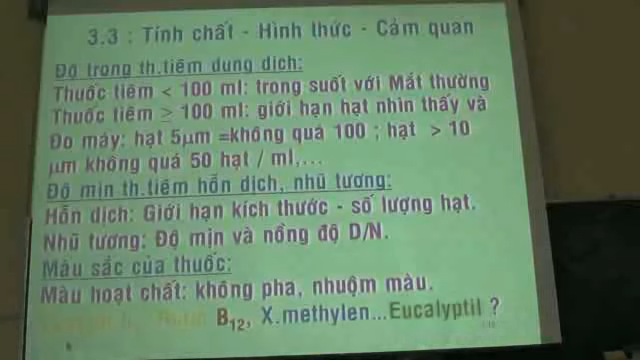 3.3 : Tính chất - Hình thức - Cảm quan
Độ trong th.tiêm dung dịch:
Thuốc tiêm < 100 ml: trong suốt với Mắt thường
Thuốc tiêm ≥ 100 ml: giới hạn hạt nhìn thấy và
Đo máy: hạt 5μm =không quá 100 ; hạt > 10
μm không quá 50 hạt / ml,...
Độ mịn th.tiêm hỗn dịch, nhũ tương:
Hỗn dịch: Giới hạn kích thước - số lượng hạt.
Nhũ tương: Độ mịn và nồng độ D/N.
Màu sắc của thuốc:
Màu hoạt chất: không pha, nhuộm màu.
B12, X.methylen...Eucalyptil ?